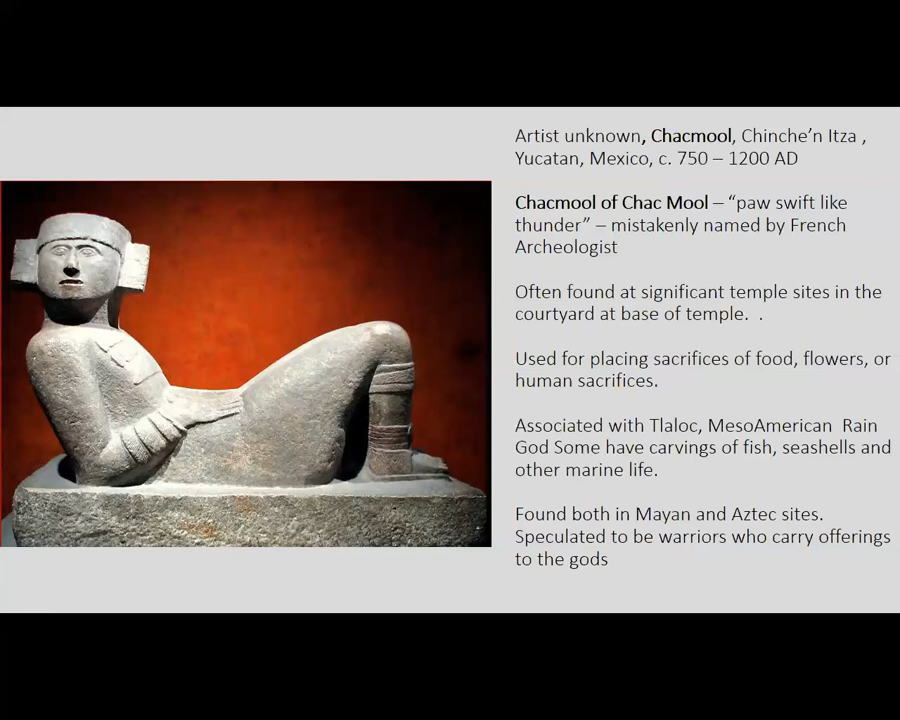 Artist unknown, Chacmool, Chinche’n Itza ,
Yucatan, Mexico, c. 750 – 1200 AD
Chacmool of Chac Mool – “paw swift like
thunder” – mistakenly named by French
Archeologist
Often found at significant temple sites in the
courtyard at base of temple.  .
Used for placing sacrifices of food, flowers, or
human sacrifices.
Associated with Tlaloc, MesoAmerican  Rain
God Some have carvings of fish, seashells and
other marine life.
Found both in Mayan and Aztec sites.
Speculated to be warriors who carry offerings
to the gods